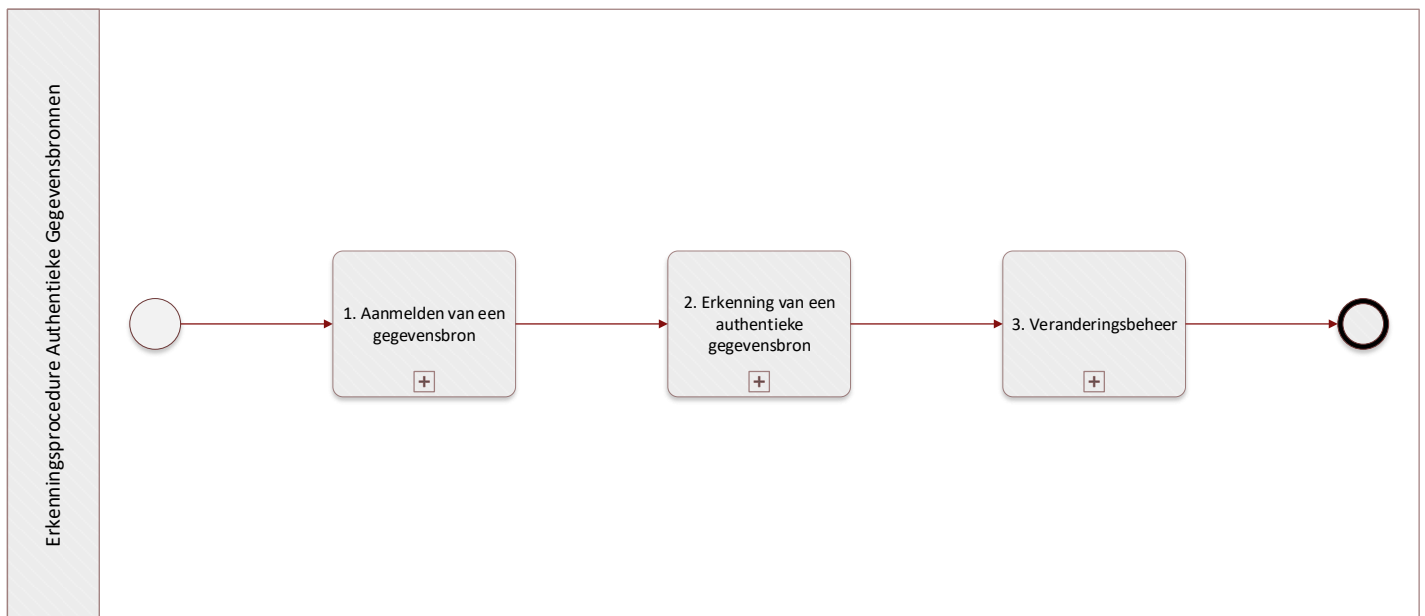 Erkenningsprocedure Authentieke Gegevensbronnen
1. Aanmelden van een
gegevensbron
2. Erkenning van een
authentieke
gegevensbron
3. Veranderingsbeheer